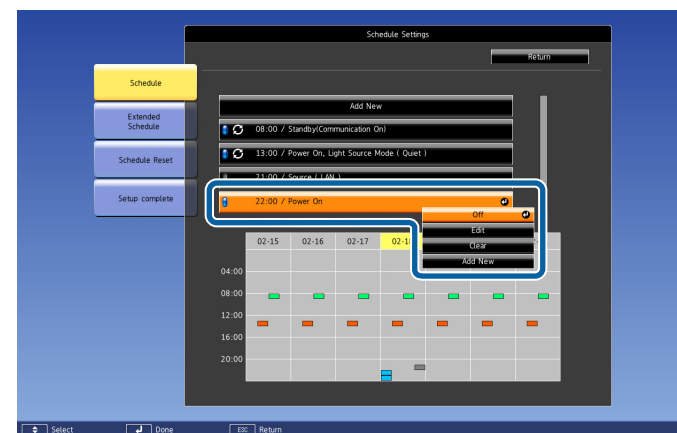 Schedule Settings
Return
Schedule
Extended
Schedule
Schedule Reset
Setup complete
Add New
08:00 / Standby(Communication On)
13:00 / Power On, Light Source Mode ( Quiet )
21:00 / Source ( LAN )
22:00 / Power On
Off
Edit
Clear
Add New
02-15 02-16 02-17 02-18
04:00
08:00
12:00
16:00
20:00
Select Done ESC Return